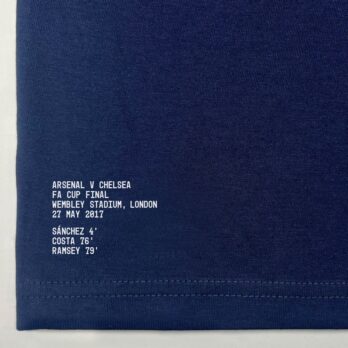 ARSENAL V CHELSEA
FA CUP FINAL
WEMBLEY STADIUM, LONDON
27 MAY 2017
SÁNCHEZ 4'
COSTA 76'
RAMSEY 79'